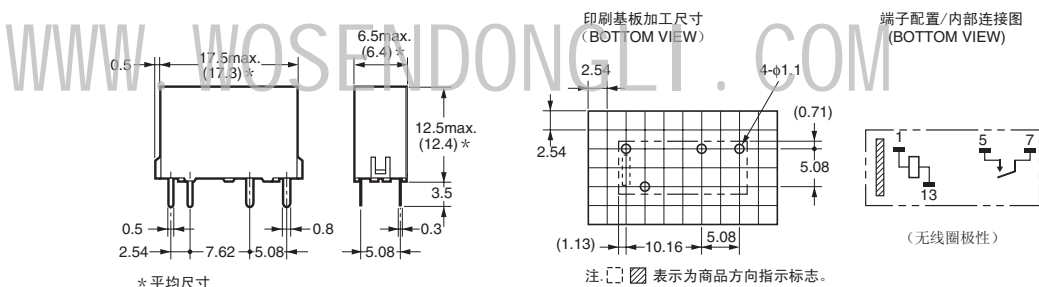 WWW.WOSENDONGLI.COM
印刷基板加工尺寸
(BOTTOM VIEW)
端子配置/内部连接图
(BOTTOM VIEW)
0.5
17.5max.
(17.3)*
6.5max.
(6.4)*
12.5max.
(12.4)*
3.5
0.5
0.8
0.3
2.54
7.62
5.08
5.08
*平均尺寸
2.54
4-φ1.1
(0.71)
2.54
5.08
(1.13)
10.16
5.08
注. 表示为商品方向指示标志。
1
5
7
13
(无线圈极性)